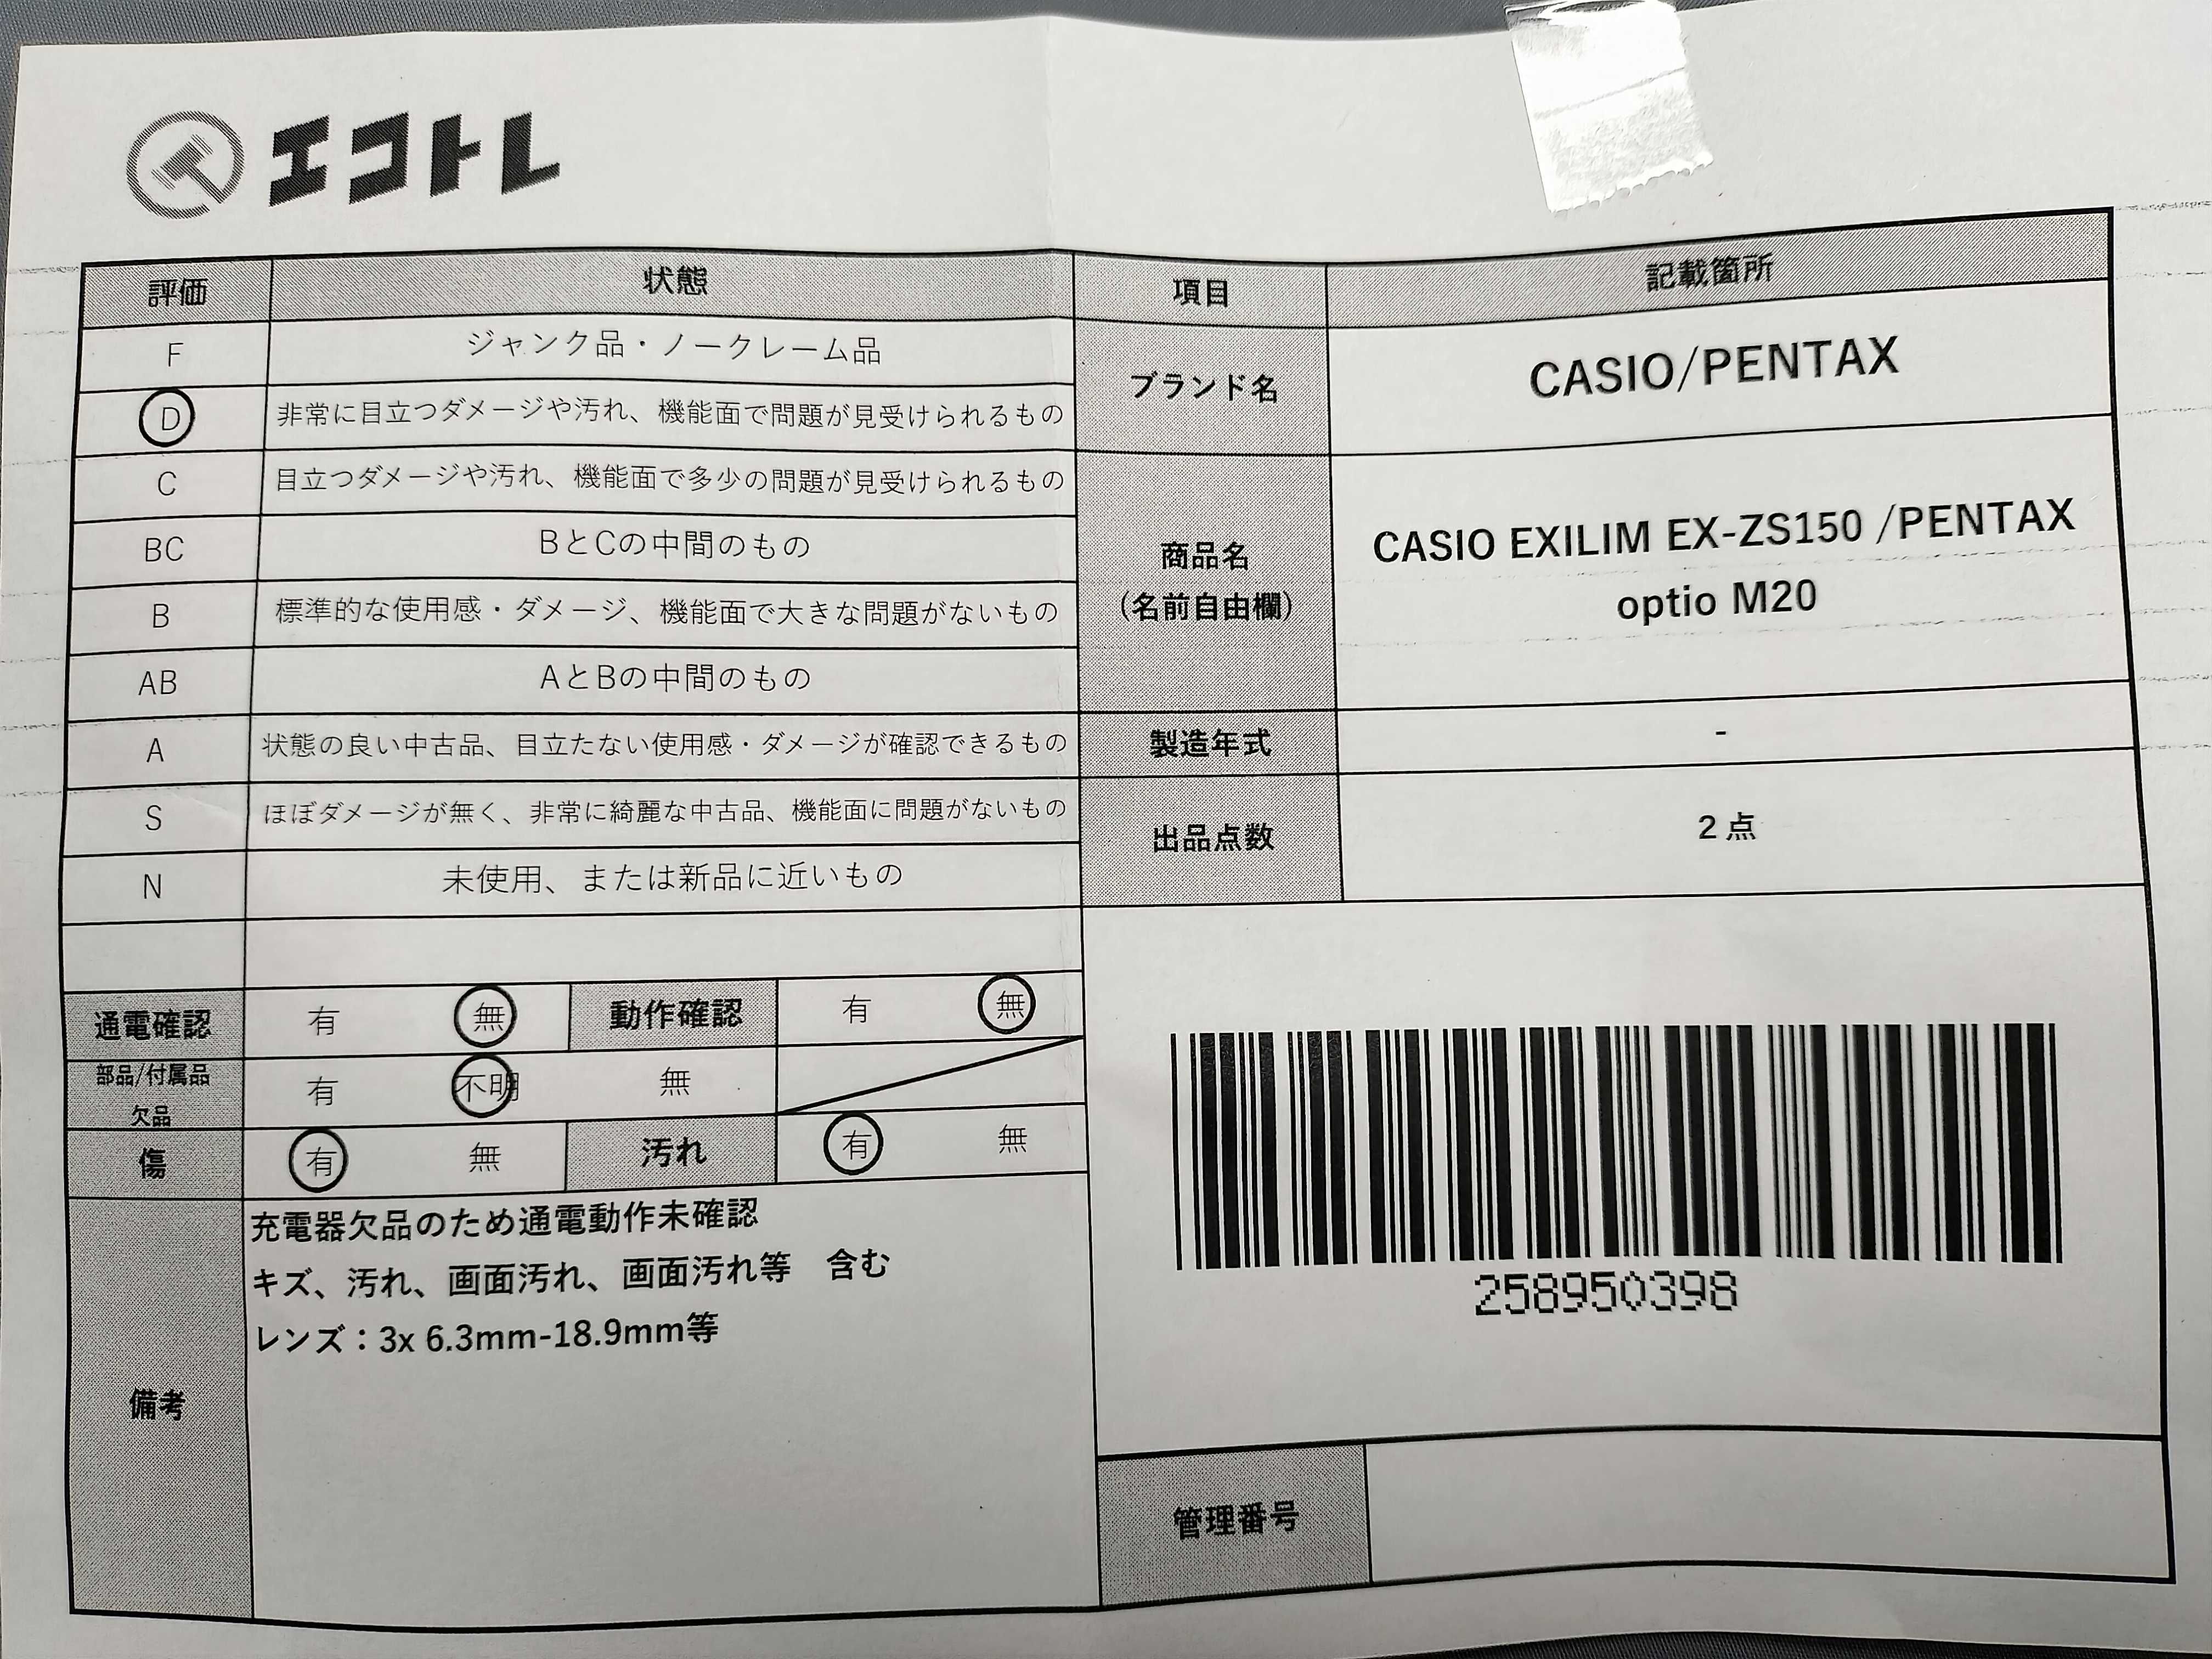 エコトレ
評価 状態 項目 記載箇所
F ジャンク品・ノークレーム品
D 非常に目立つダメージや汚れ、機能面で問題が見受けられるもの
C 目立つダメージや汚れ、機能面で多少の問題が見受けられるもの
BC BとCの中間のもの
B 標準的な使用感・ダメージ、機能面で大きな問題がないもの
AB AとBの中間のもの
A 状態の良い中古品、目立たない使用感・ダメージが確認できるもの
S ほぼダメージが無く、非常に綺麗な中古品、機能面に問題がないもの
N 未使用、または新品に近いもの
ブランド名 CASIO/PENTAX
商品名
(名前自由欄)
CASIO EXILIM EX-ZS150 /PENTAX
optio M20
製造年式 -
出品点数 2点
通電確認 有 無 動作確認 有 無
部品/付属品
欠品
有 不明 無
傷 有 無 汚れ 有 無
備考
充電器欠品のため通電動作未確認
キズ、汚れ、画面汚れ、画面汚れ等　含む
レンズ：3x 6.3mm-18.9mm等
258950398
管理番号